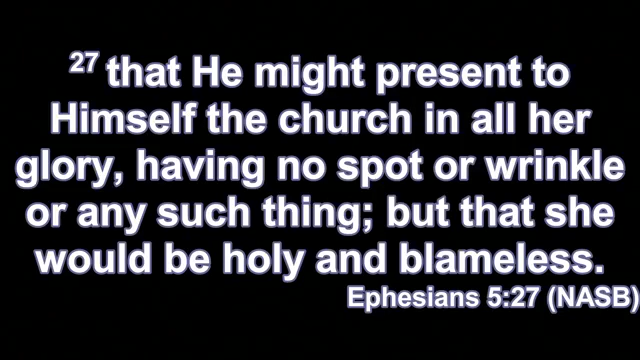 27 that He might present to
Himself the church in all her
glory, having no spot or wrinkle
or any such thing; but that she
would be holy and blameless.
Ephesians 5:27 (NASB)